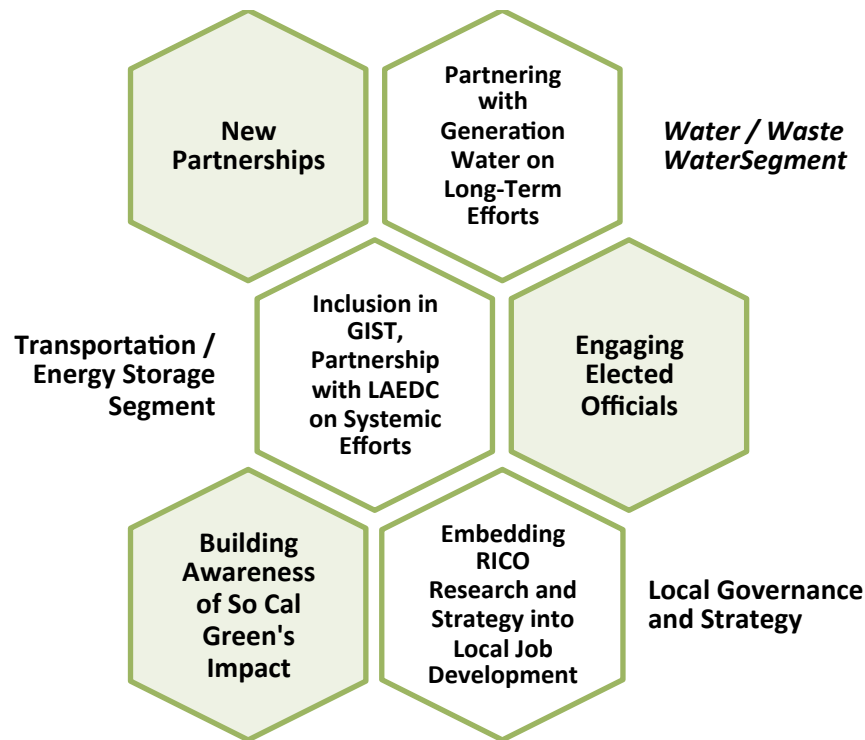 New
Partnerships
Partnering
with
Generation
Water on
Long-Term
Efforts
Water / Waste
WaterSegment
Transportation /
Energy Storage
Segment
Inclusion in
GIST,
Partnership
with LAEDC
on Systemic
Efforts
Engaging
Elected
Officials
Building
Awareness
of So Cal
Green's
Impact
Embedding
RICO
Research and
Strategy into
Local Job
Development
Local Governance
and Strategy